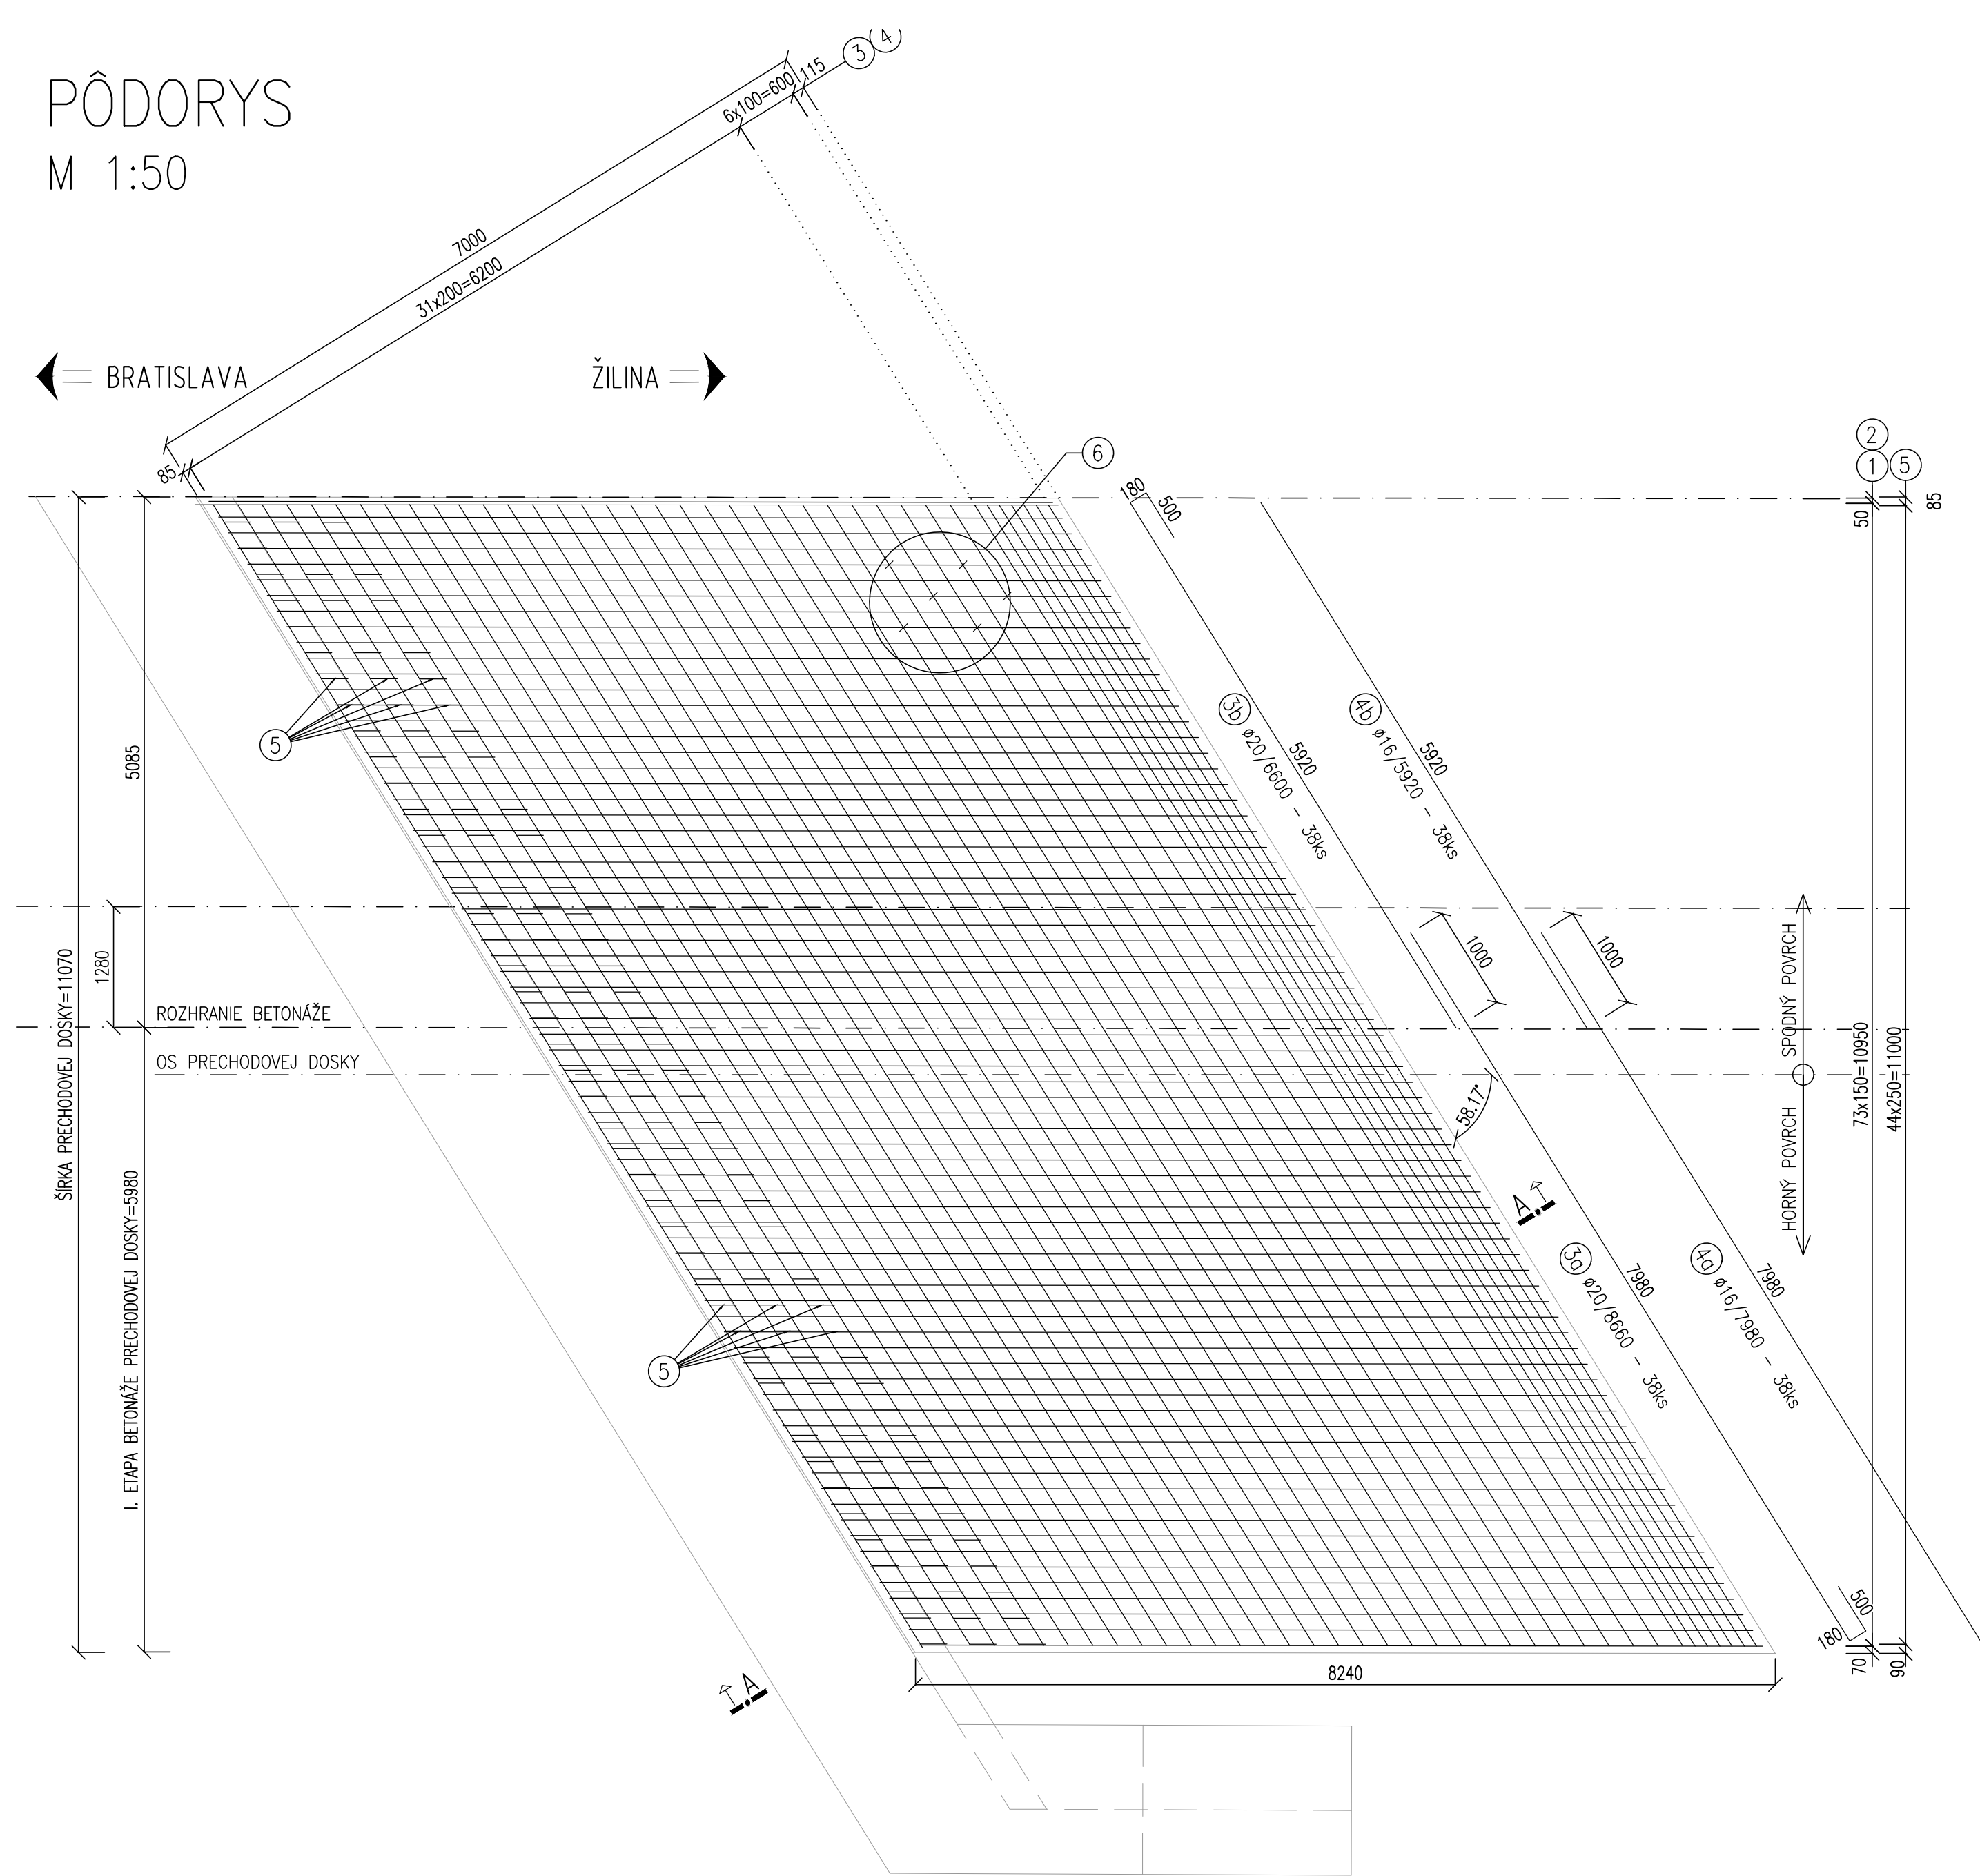 PÔDORYS
M 1:50
3
4
115
6x100=600
7000
31x200=6200
85
BRATISLAVA
ŽILINA
6
2
1
5
85
50
180
500
5
3b ø20/6600 - 38ks
5920
4b ø16/5920 - 38ks
5920
5085
ŠÍRKA PRECHODOVEJ DOSKY=11070
1280
ROZHRANIE BETONÁŽE
OS PRECHODOVEJ DOSKY
1000
1000
SPODNÝ POVRCH
HORNÝ POVRCH
73x150=10950
44x250=11000
58.17°
A
I. ETAPA BETONÁŽE PRECHODOVEJ DOSKY=5980
5
3a ø20/8660 - 38ks
7980
4a ø16/7980 - 38ks
7980
500
180
70
90
8240
A